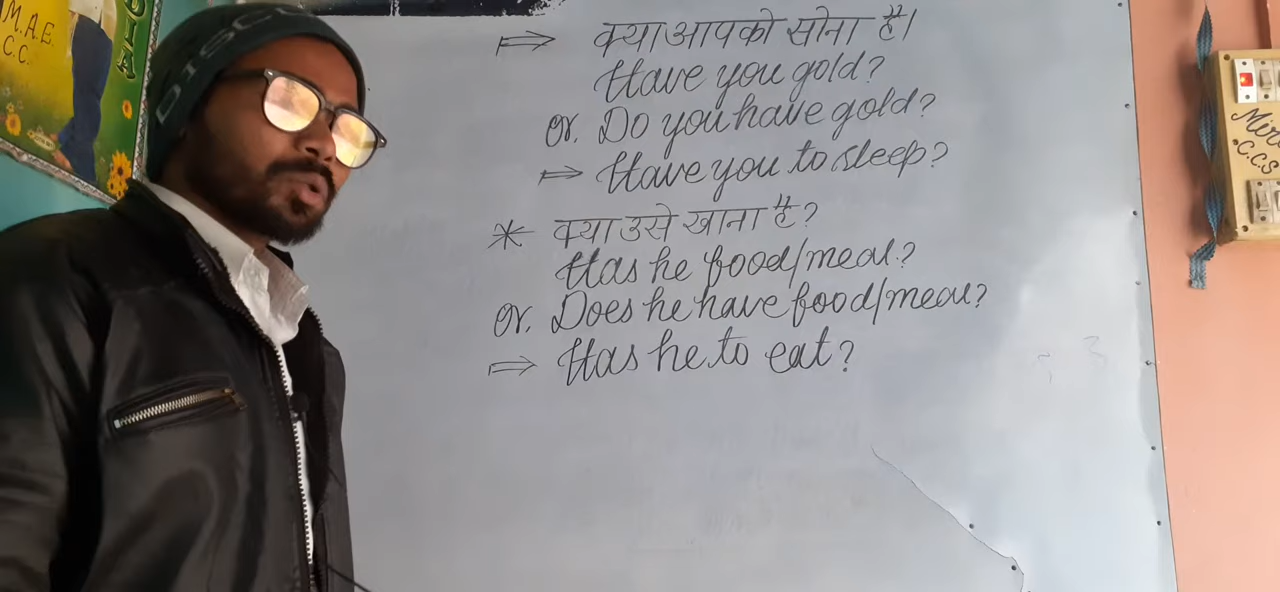 M.A.E.
C.C.
DISC
⇒ क्या आपको सोना है।
Have you gold?
or. Do you have gold?
⇒ Have you to sleep?
* क्या उसे खाना है?
Has he food/meal?
or. Does he have food/meal?
⇒ Has he to eat?
C.C.S